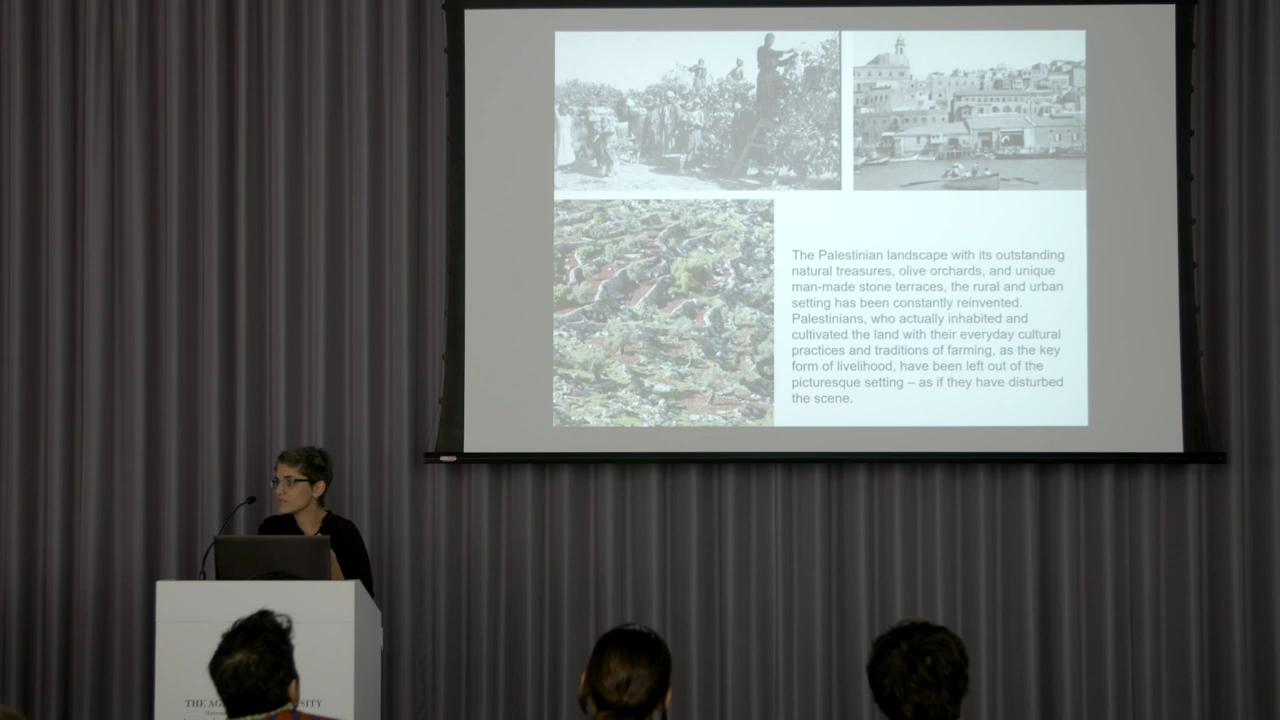 The Palestinian landscape with its outstanding
natural treasures, olive orchards, and unique
man-made stone terraces, the rural and urban
setting has been constantly reinvented.
Palestinians, who actually inhabited and
cultivated the land with their everyday cultural
practices and traditions of farming, as the key
form of livelihood, have been left out of the
picturesque setting – as if they have disturbed
the scene.
THE